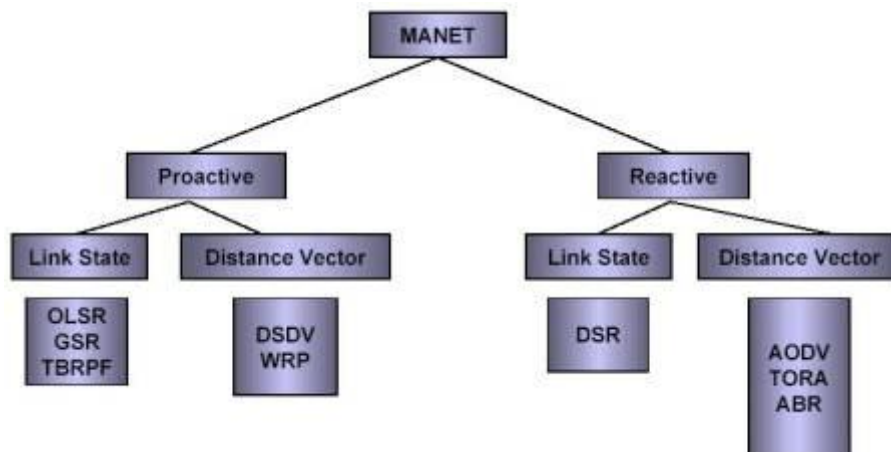 MANET
Proactive
Reactive
Link State
Distance Vector
Link State
Distance Vector
OLSR
GSR
TBRPF
DSDV
WRP
DSR
AODV
TORA
ABR